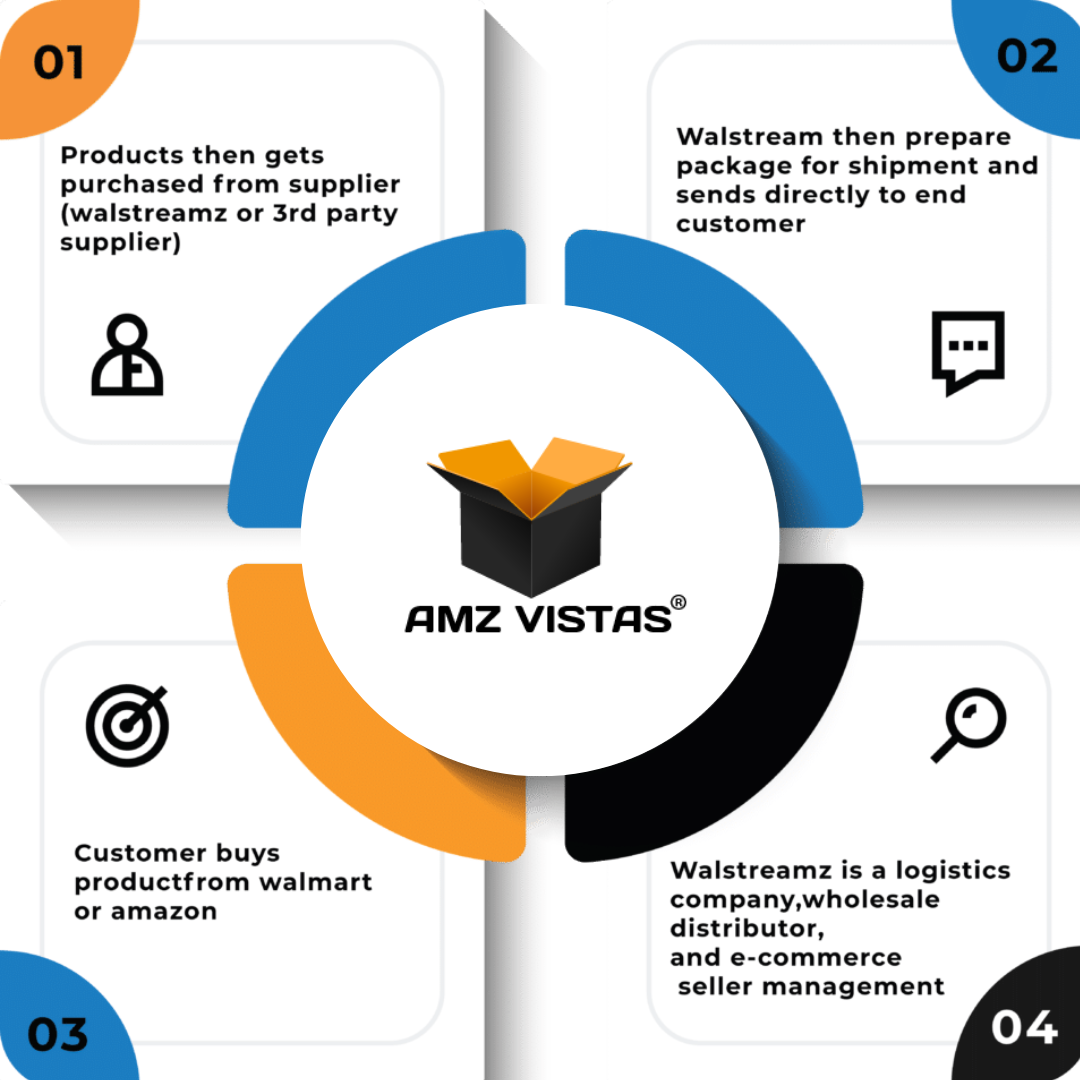 01
Products then gets
purchased from supplier
(walstreamz or 3rd party
supplier)
02
Walstream then prepare
package for shipment and
sends directly to end
customer
AMZ VISTAS®
Customer buys
productfrom walmart
or amazon
03
Walstreamz is a logistics
company,wholesale
distributor,
and e-commerce
seller management
04